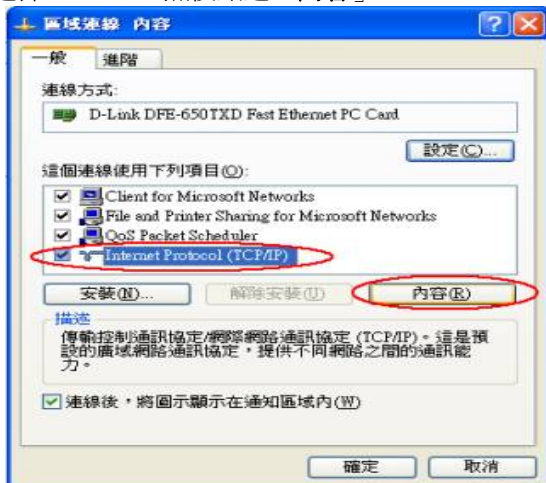 區域連線 內容
一般 進階
連線方式:
D-Link DFE-650TXD Fast Ethernet PC Card
設定(C)...
這個連線使用下列項目(O):
Client for Microsoft Networks
File and Printer Sharing for Microsoft Networks
QoS Packet Scheduler
Internet Protocol (TCP/IP)
安裝(N)... 解除安裝(U) 內容(R)
描述
傳輸控制通訊協定/網際網路通訊協定 (TCP/IP)。這是預
設的廣域網路通訊協定,提供不同網路之間的通訊能
力。
連線後,將圖示顯示在通知區域內(W)
確定 取消